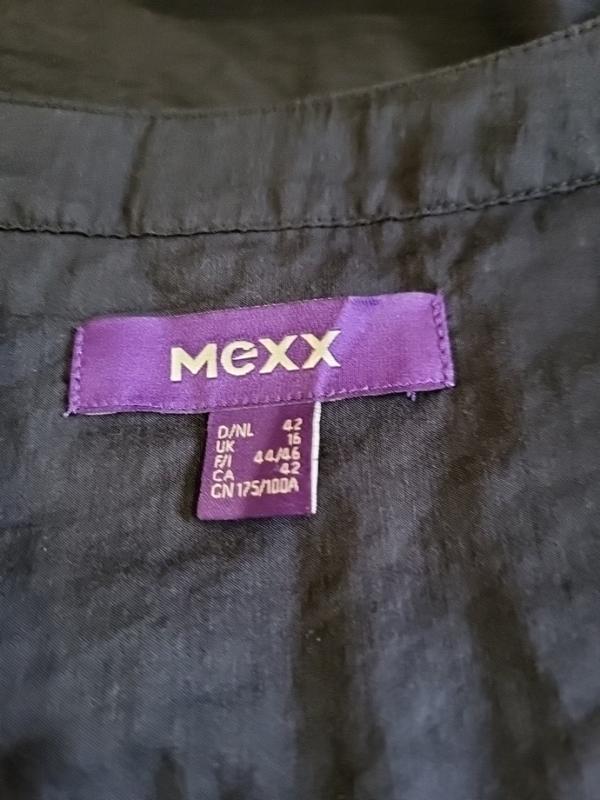 MeXX
D/NL 42
UK 16
F/I 44/46
CA 42
CN 175/100A